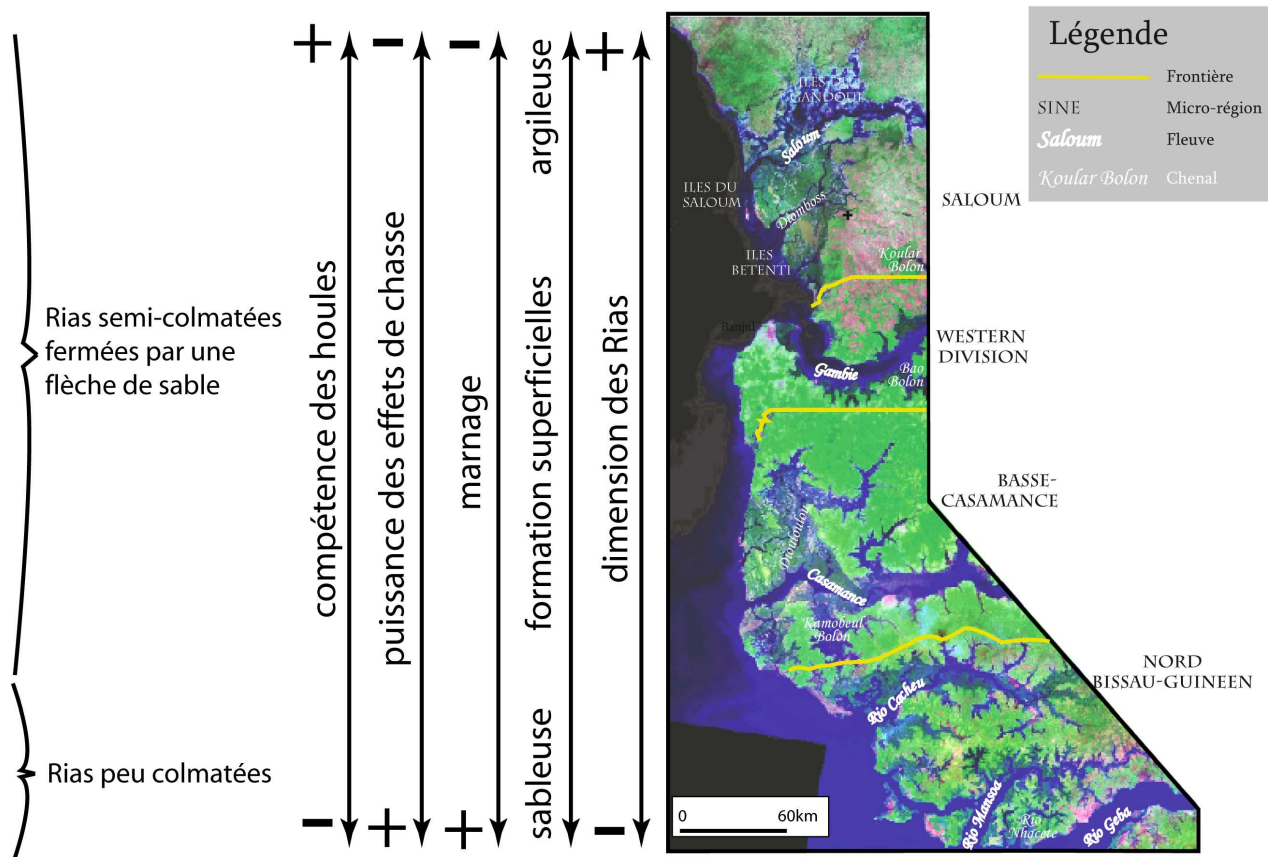 Rias semi-colmatées
fermées par une
flèche de sable
Rias peu colmatées
+
compétence des houles
-
-
puissance des effets de chasse
+
-
marnage
+
argileuse
formation superficielles
sableuse
+
dimension des Rias
-
ILES DU
GANDOUL
Saloum
ILES DU
SALOUM
Diomboss
ILES
BETENTI
Koular
Bolon
Banjul
Gambie
Bao
Bolon
Diouloulou
Casamance
Kamobeul
Bolon
Rio Cacheu
Rio Mansoa
Rio
Nhacete
Rio Geba
0 60km
SALOUM
WESTERN
DIVISION
BASSE-
CASAMANCE
NORD
BISSAU-GUINEEN
Légende
Frontière
SINE Micro-région
Saloum Fleuve
Koular Bolon Chenal